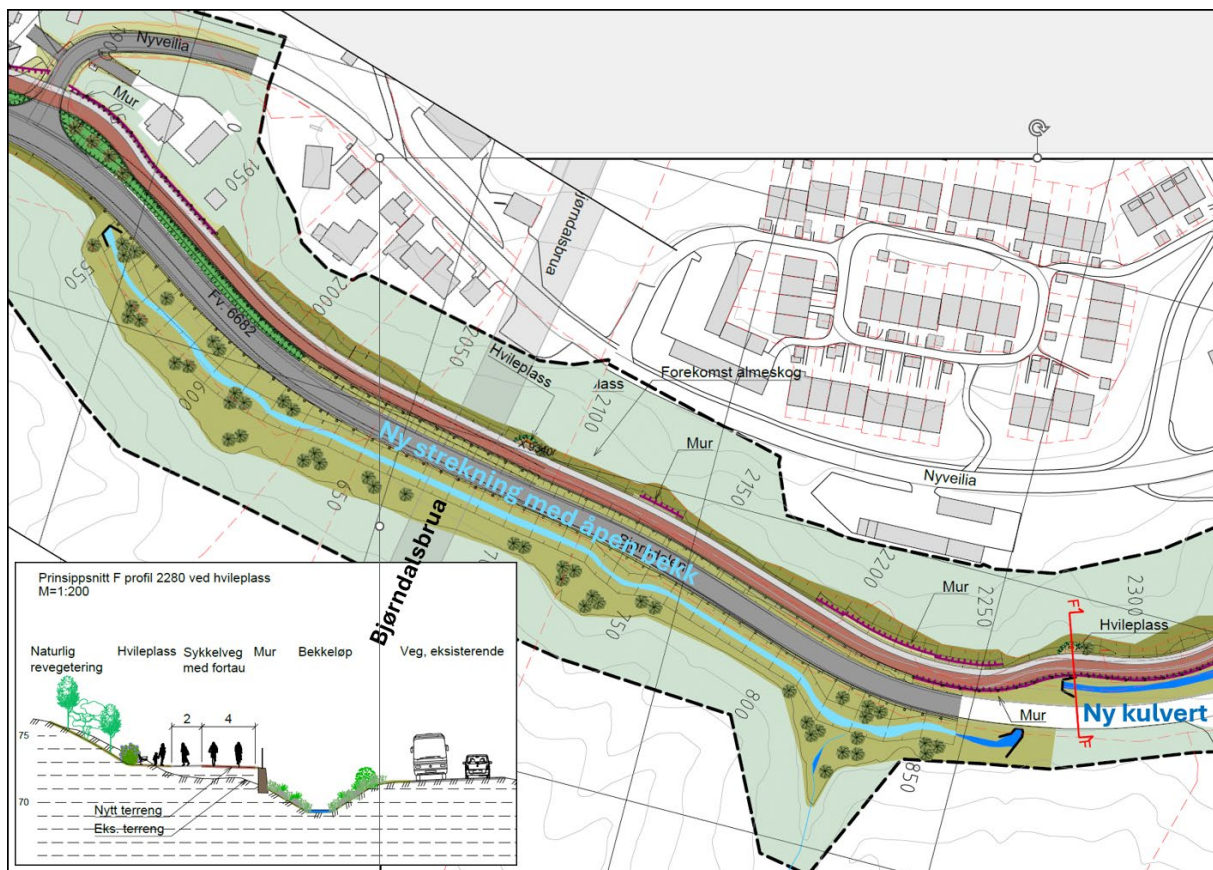 Nyveilia
1900
Mur
1950
Fv. 6682
550
2000
Bjørndalsbrua
2050
Hvileplass
plass
2100
Forekomst almeskog
600
Mur
Ny strekning med åpen bekk
2150
Nyveilia
650
Bjørndalsbrua
2200
Mur
2250
2300
F
Hvileplass
750
800
Mur
Ny kulvert
F
850
Prinsippsnitt F profil 2280 ved hvileplass
M=1:200
Naturlig revegetering
Hvileplass
Sykkelveg med fortau
Mur
Bekkeløp
Veg, eksisterende
2
4
75
70
Nytt terreng
Eks. terreng